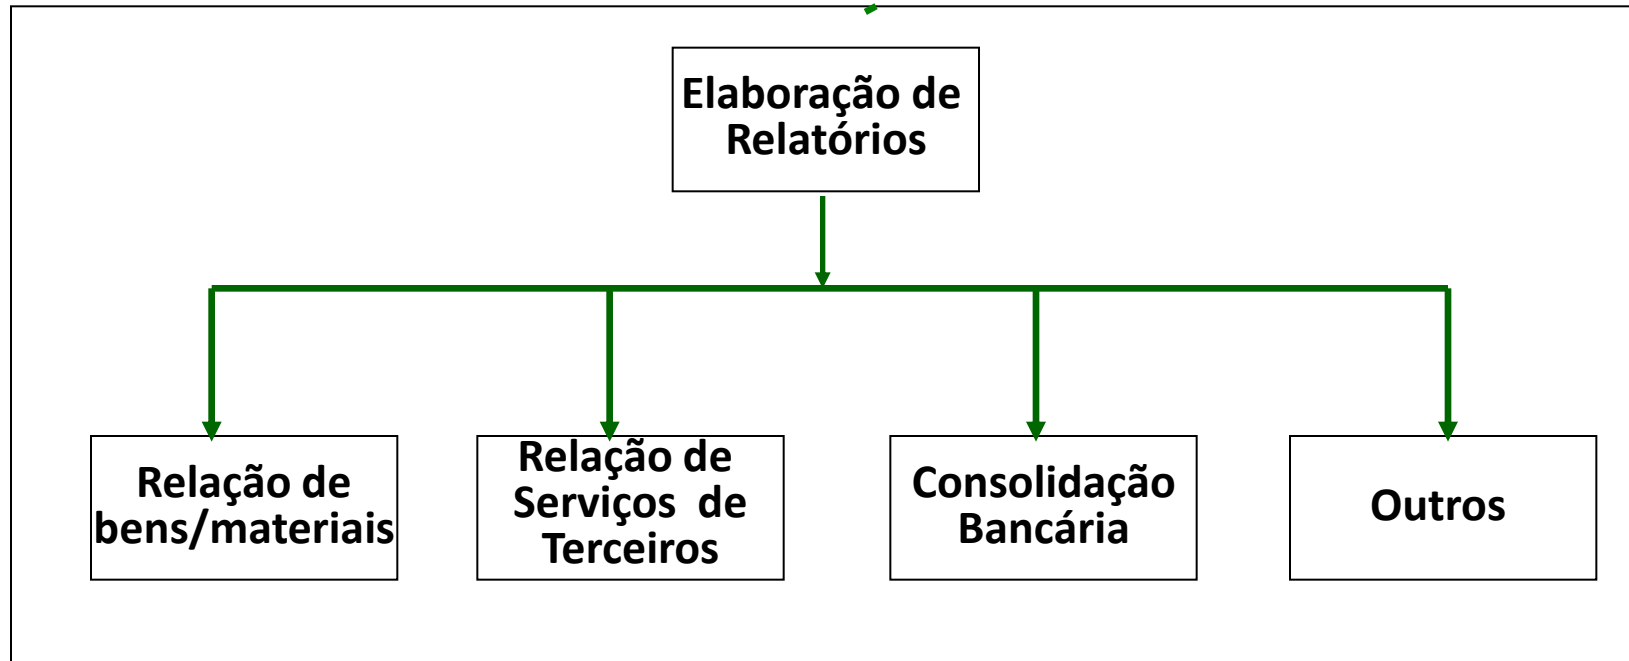 Elaboração de
Relatórios
Relação de
bens/materiais
Relação de
Serviços  de
Terceiros
Consolidação
Bancária
Outros